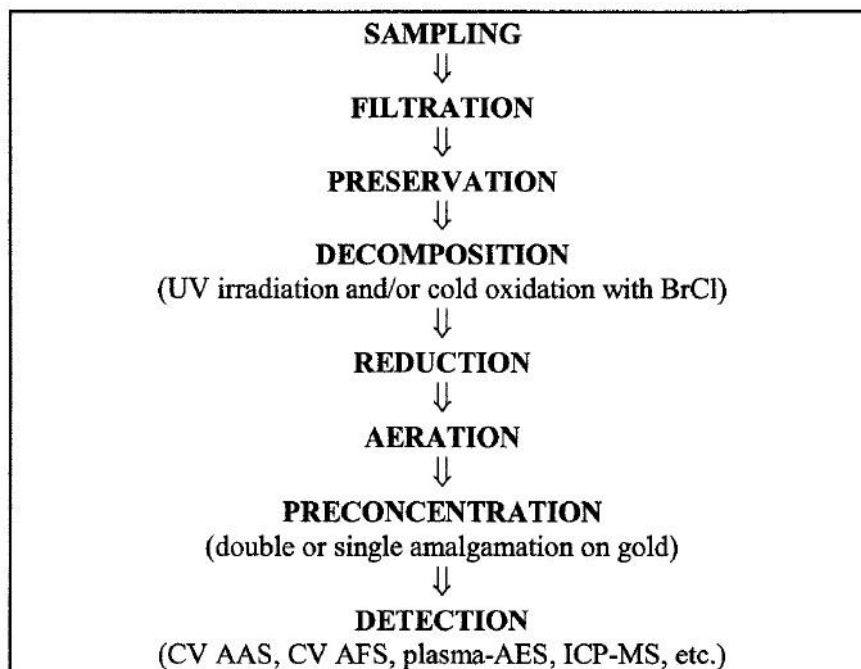 SAMPLING
⇓
FILTRATION
⇓
PRESERVATION
⇓
DECOMPOSITION
(UV irradiation and/or cold oxidation with BrCl)
⇓
REDUCTION
⇓
AERATION
⇓
PRECONCENTRATION
(double or single amalgamation on gold)
⇓
DETECTION
(CV AAS, CV AFS, plasma-AES, ICP-MS, etc.)